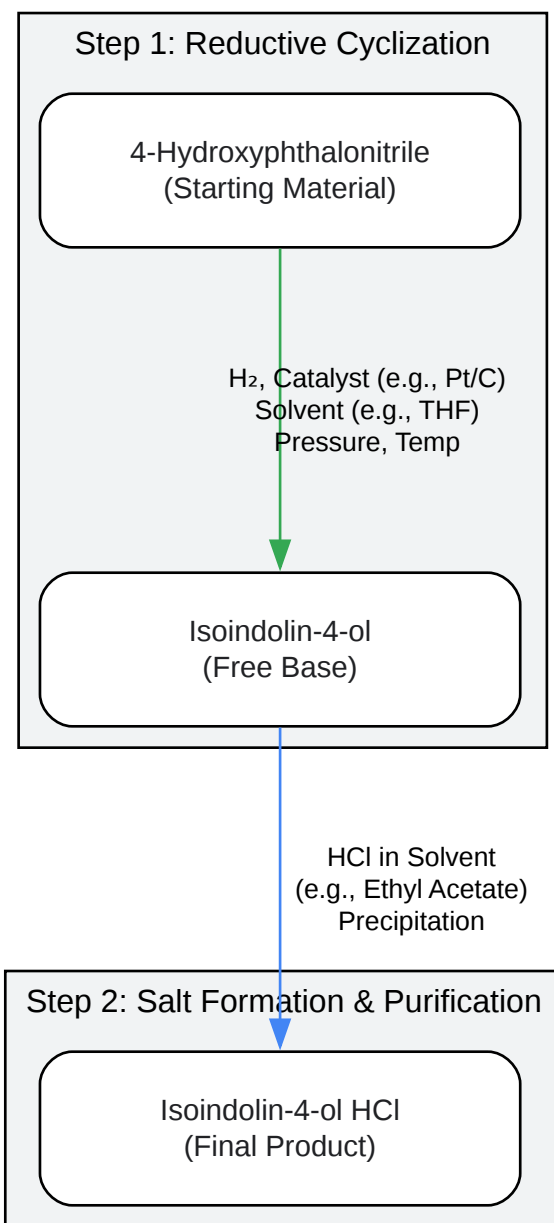 Step 1: Reductive Cyclization
4-Hydroxyphthalonitrile
(Starting Material)
H₂, Catalyst (e.g., Pt/C)
Solvent (e.g., THF)
Pressure, Temp
Isoindolin-4-ol
(Free Base)
HCl in Solvent
(e.g., Ethyl Acetate)
Precipitation
Step 2: Salt Formation & Purification
Isoindolin-4-ol HCl
(Final Product)